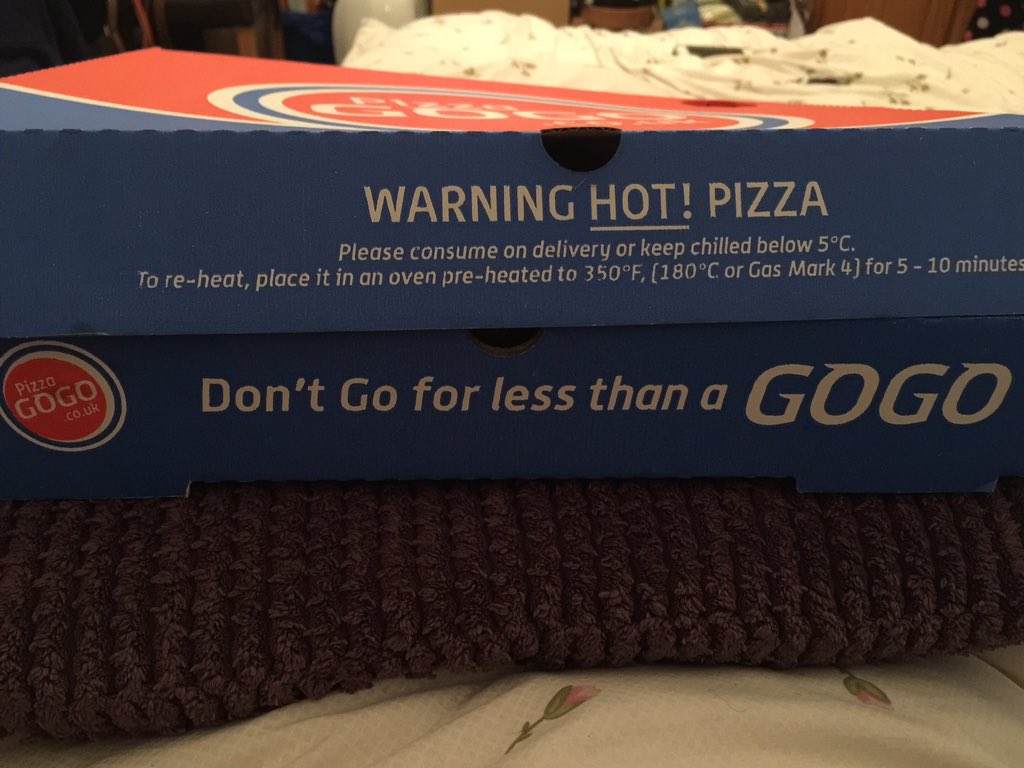 Pizza
GOGO
WARNING HOT! PIZZA
Please consume on delivery or keep chilled below 5°C.
To re-heat, place it in an oven pre-heated to 350°F, (180°C or Gas Mark 4) for 5 - 10 minutes
Pizza
GOGO
.co.uk
Don't Go for less than a GOGO